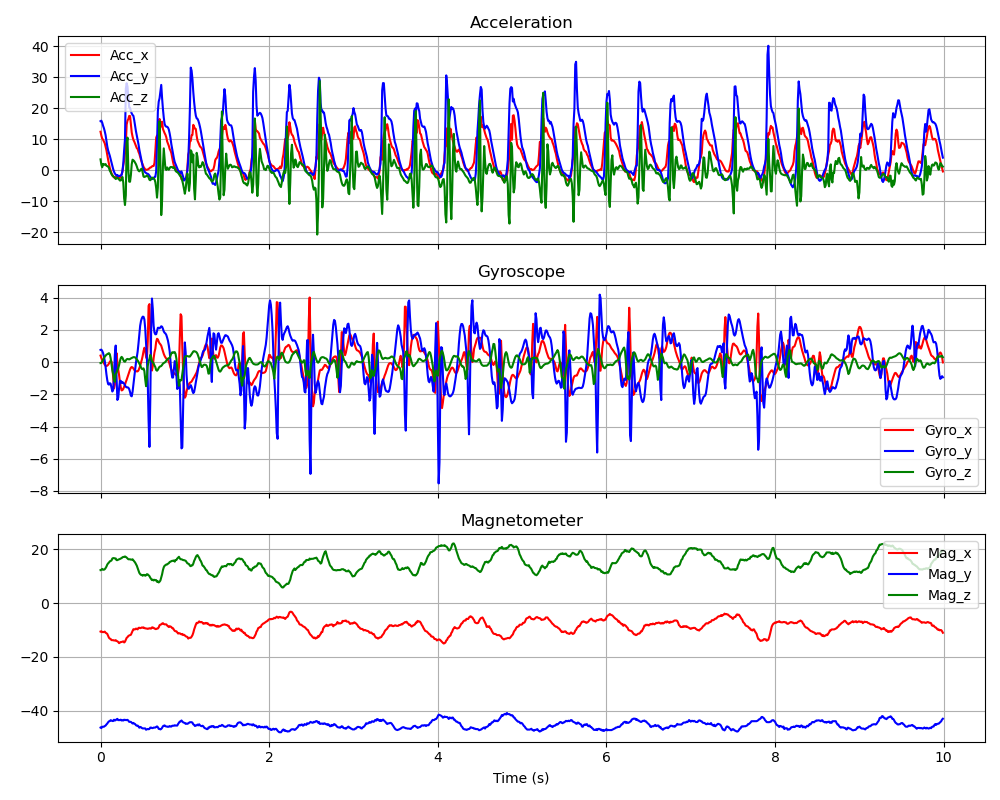 Acceleration
40
30
20
10
0
−10
−20
Acc_x
Acc_y
Acc_z
Gyroscope
4
2
0
−2
−4
−6
−8
Gyro_x
Gyro_y
Gyro_z
Magnetometer
20
0
−20
−40
Mag_x
Mag_y
Mag_z
0 2 4 6 8 10
Time (s)